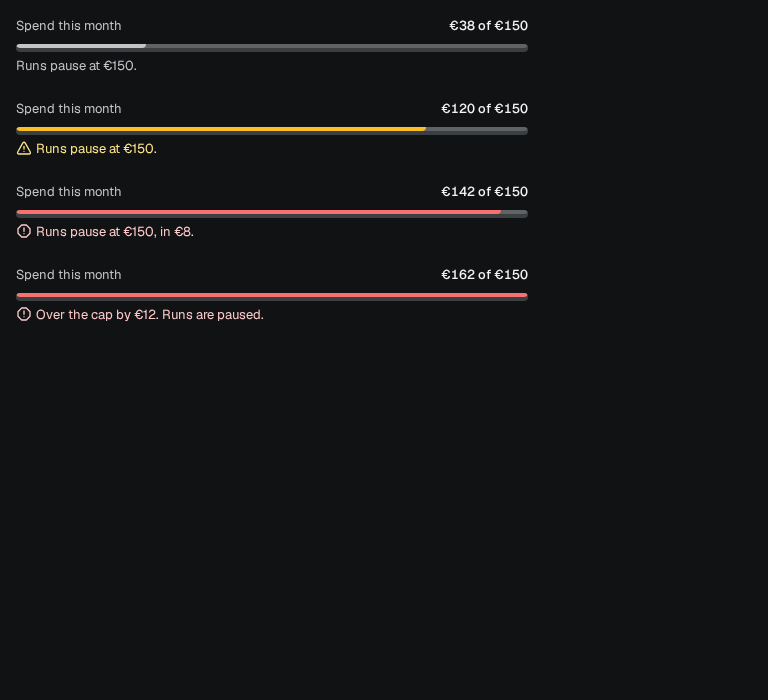 Spend this month €38 of €150
Runs pause at €150.
Spend this month €120 of €150
Runs pause at €150.
Spend this month €142 of €150
Runs pause at €150, in €8.
Spend this month €162 of €150
Over the cap by €12. Runs are paused.